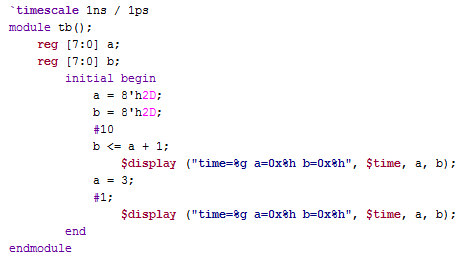 `timescale 1ns / 1ps
module tb();
reg [7:0] a;
reg [7:0] b;
initial begin
a = 8'h2D;
b = 8'h2D;
#10
b <= a + 1;
$display ("time=%g a=0x%h b=0x%h", $time, a, b);
a = 3;
#1;
$display ("time=%g a=0x%h b=0x%h", $time, a, b);
end
endmodule